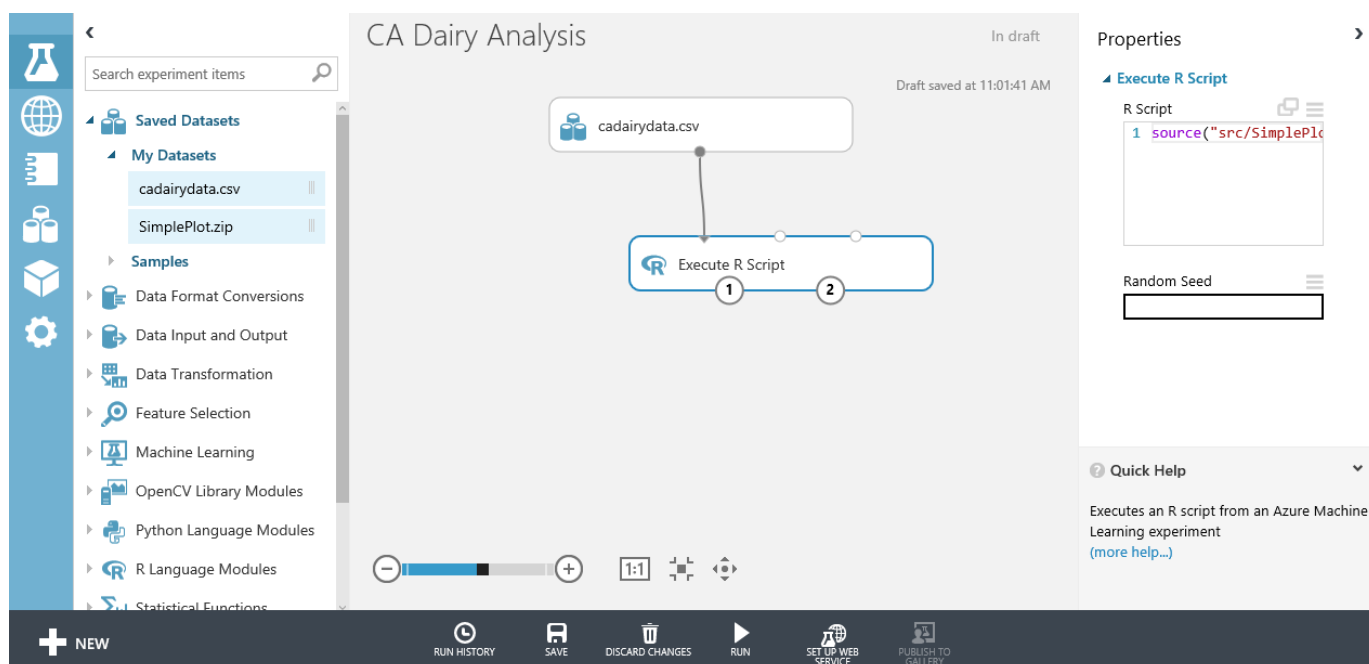 CA Dairy Analysis
In draft
Draft saved at 11:01:41 AM
Search experiment items
Saved Datasets
My Datasets
cadairydata.csv
SimplePlot.zip
Samples
Data Format Conversions
Data Input and Output
Data Transformation
Feature Selection
Machine Learning
OpenCV Library Modules
Python Language Modules
R Language Modules
Statistical Functions
cadairydata.csv
Execute R Script
1
2
1:1
Properties
Execute R Script
R Script
1 source("src/SimplePlo
Random Seed
Quick Help
Executes an R script from an Azure Machine
Learning experiment
(more help...)
NEW
RUN HISTORY
SAVE
DISCARD CHANGES
RUN
SET UP WEB
SERVICE
PUBLISH TO
GALLERY